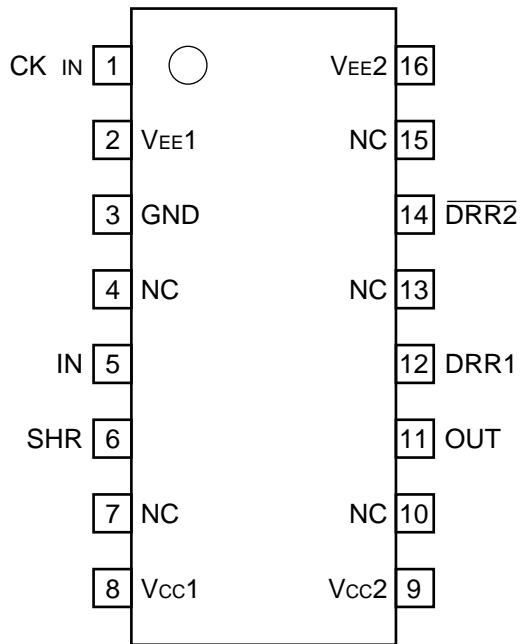 CK IN 1 VEE2 16
2 VEE1 NC 15
3 GND 14 D̅R̅R̅2̅
4 NC NC 13
IN 5 12 DRR1
SHR 6 11 OUT
7 NC NC 10
8 VCC1 VCC2 9